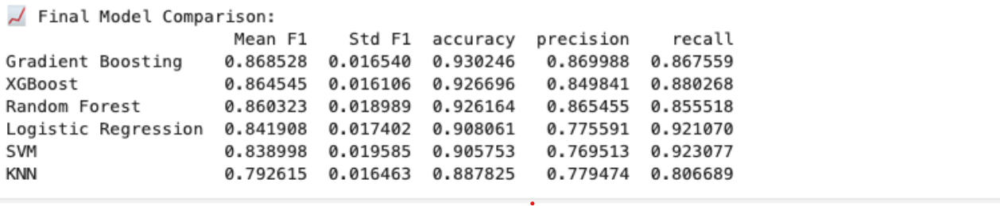 📈 Final Model Comparison:
Mean F1 Std F1 accuracy precision recall
Gradient Boosting 0.868528 0.016540 0.930246 0.869988 0.867559
XGBoost 0.864545 0.016106 0.926696 0.849841 0.880268
Random Forest 0.860323 0.018989 0.926164 0.865455 0.855518
Logistic Regression 0.841908 0.017402 0.908061 0.775591 0.921070
SVM 0.838998 0.019585 0.905753 0.769513 0.923077
KNN 0.792615 0.016463 0.887825 0.779474 0.806689